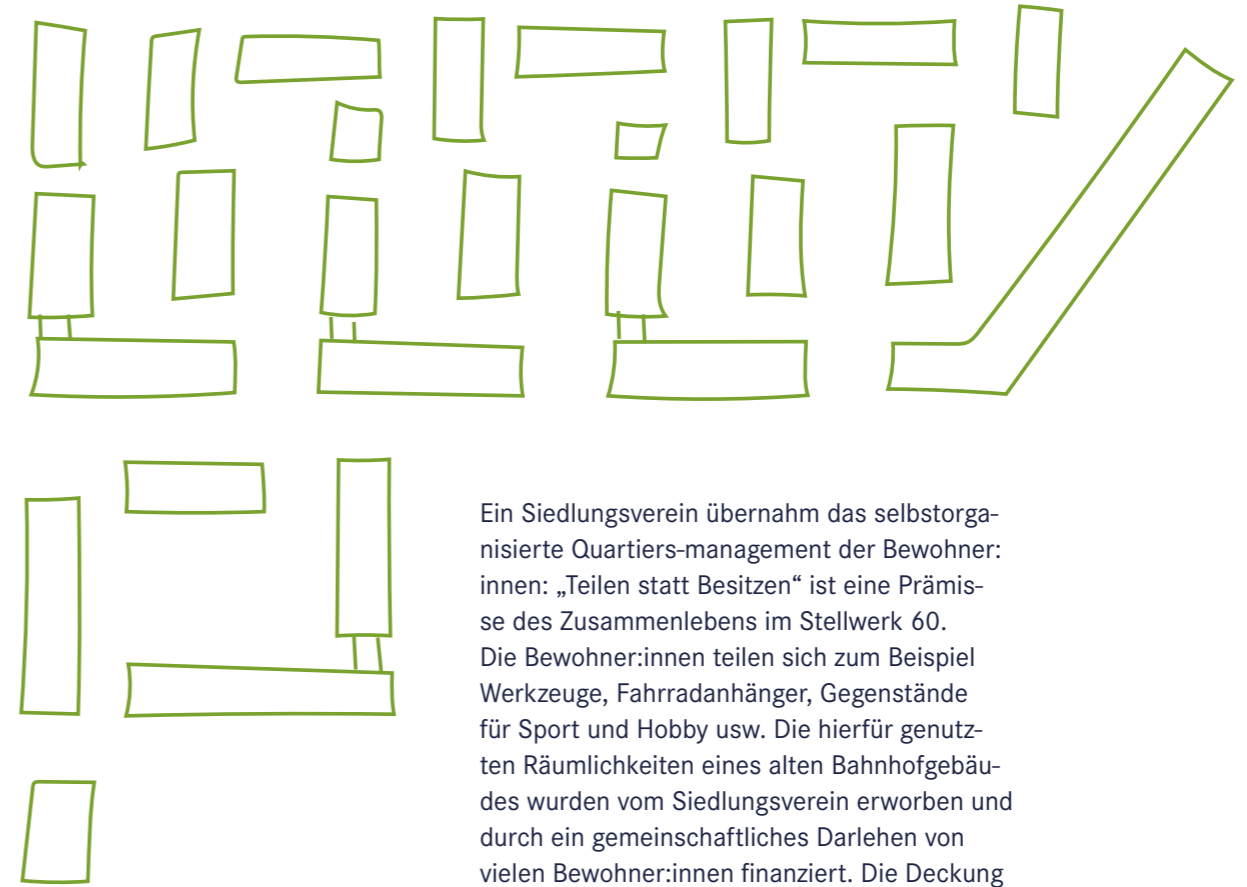 Ein Siedlungsverein übernahm das selbstorga-
nisierte Quartiers-management der Bewohner:
innen: „Teilen statt Besitzen“ ist eine Prämis-
se des Zusammenlebens im Stellwerk 60.
Die Bewohner:innen teilen sich zum Beispiel
Werkzeuge, Fahrradanhänger, Gegenstände
für Sport und Hobby usw. Die hierfür genutz-
ten Räumlichkeiten eines alten Bahnhofgebäu-
des wurden vom Siedlungsverein erworben und
durch ein gemeinschaftliches Darlehen von
vielen Bewohner:innen finanziert. Die Deckung